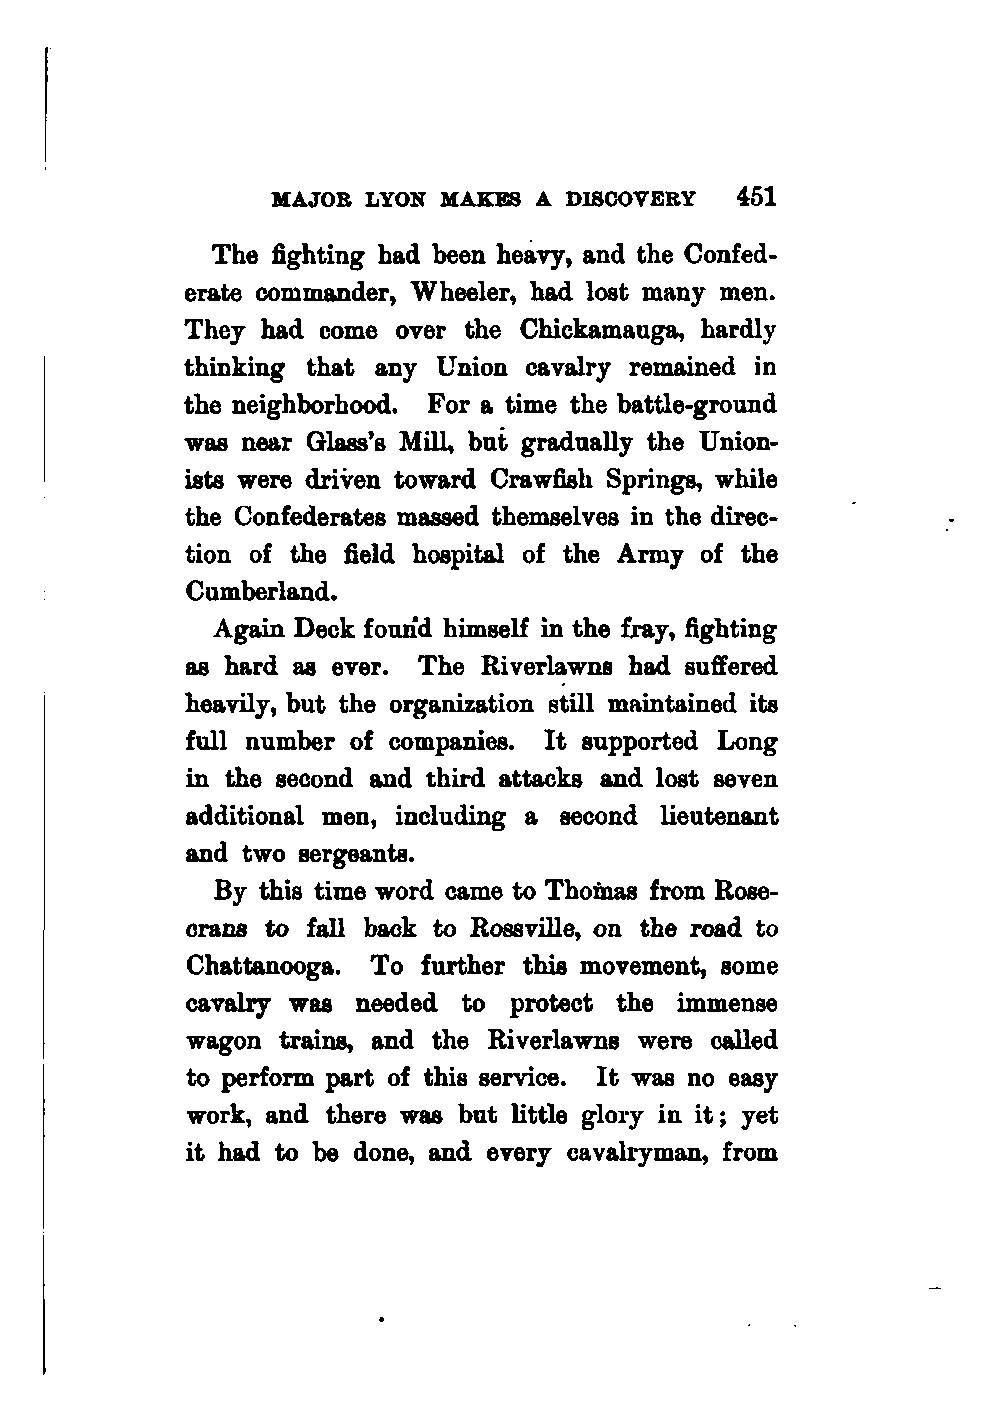 MAJOR LYON MAKES A DISCOVERY 451
The fighting had been heavy, and the Confed-
erate commander, Wheeler, had lost many men.
They had come over the Chickamauga, hardly
thinking that any Union cavalry remained in
the neighborhood. For a time the battle-ground
was near Glass's Mill, but gradually the Union-
ists were driven toward Crawfish Springs, while
the Confederates massed themselves in the direc-
tion of the field hospital of the Army of the
Cumberland.
Again Deck found himself in the fray, fighting
as hard as ever. The Riverlawns had suffered
heavily, but the organization still maintained its
full number of companies. It supported Long
in the second and third attacks and lost seven
additional men, including a second lieutenant
and two sergeants.
By this time word came to Thomas from Rose-
crans to fall back to Rossville, on the road to
Chattanooga. To further this movement, some
cavalry was needed to protect the immense
wagon trains, and the Riverlawns were called
to perform part of this service. It was no easy
work, and there was but little glory in it; yet
it had to be done, and every cavalryman, from